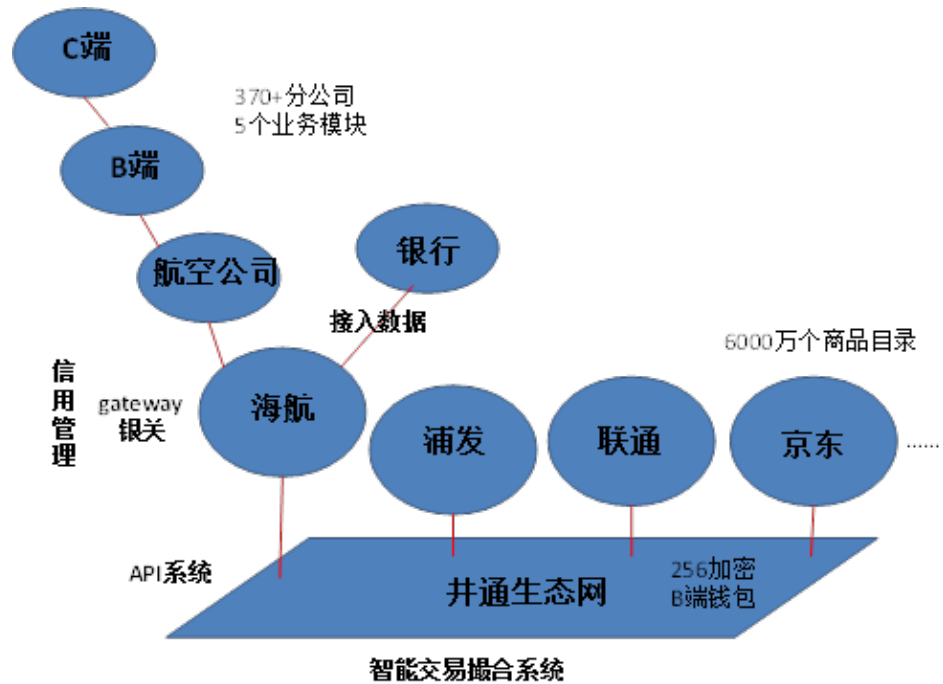 C端
370+分公司
5个业务模块
B端
航空公司
银行
接入数据
6000万个商品目录
信用管理
gateway
银关
海航
浦发
联通
京东
......
API系统
井通生态网
256加密
B端钱包
智能交易撮合系统